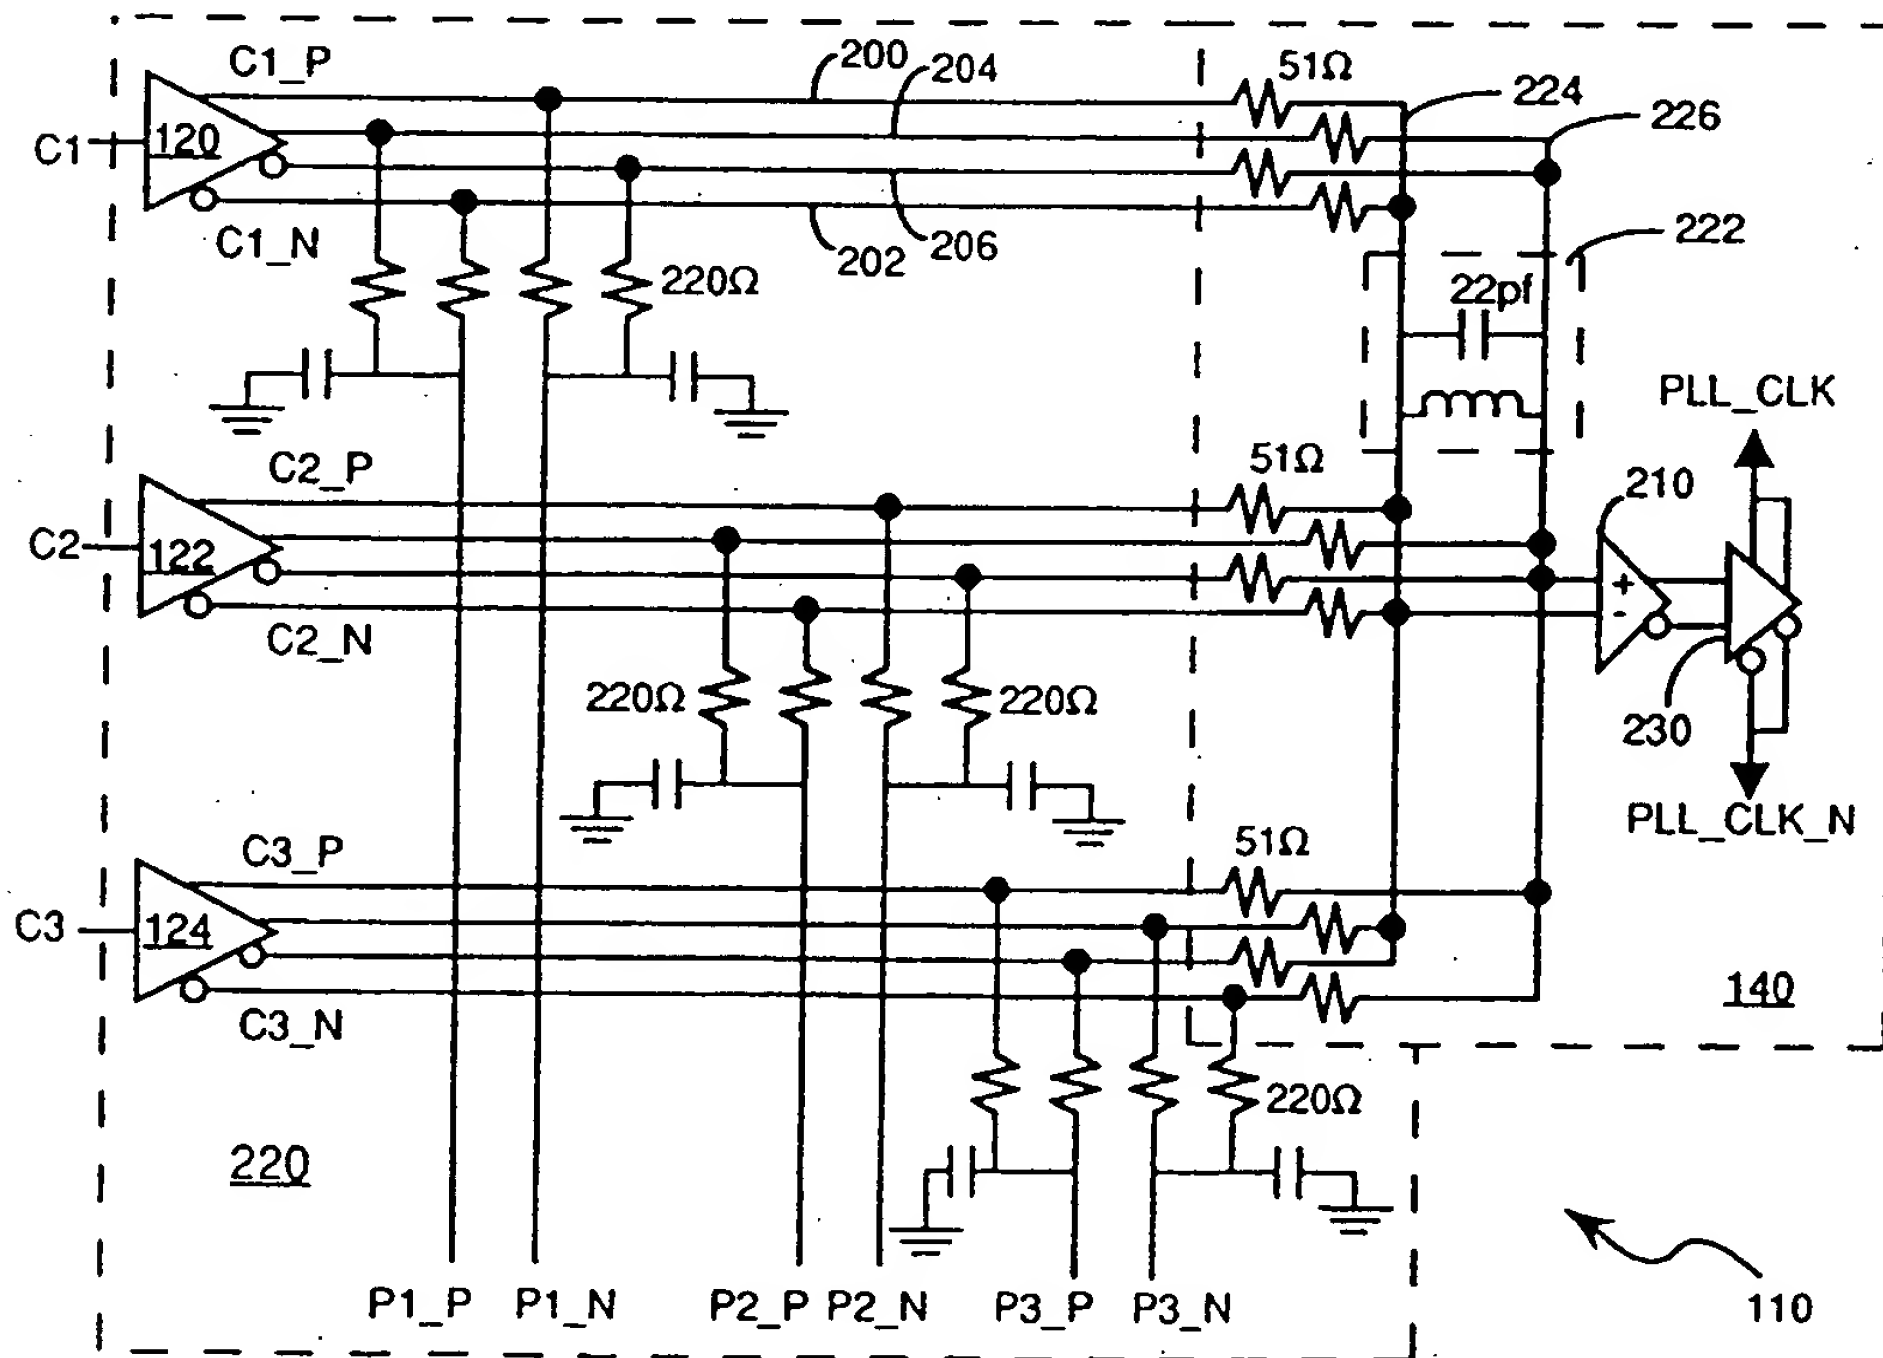 C1_P
200
204
51Ω
224
226
C1
120
C1_N
202
206
222
220Ω
22pf
PLL_CLK
C2_P
51Ω
210
C2
122
+
-
C2_N
220Ω
220Ω
230
PLL_CLK_N
C3_P
51Ω
C3
124
140
C3_N
220Ω
220
P1_P
P1_N
P2_P
P2_N
P3_P
P3_N
110